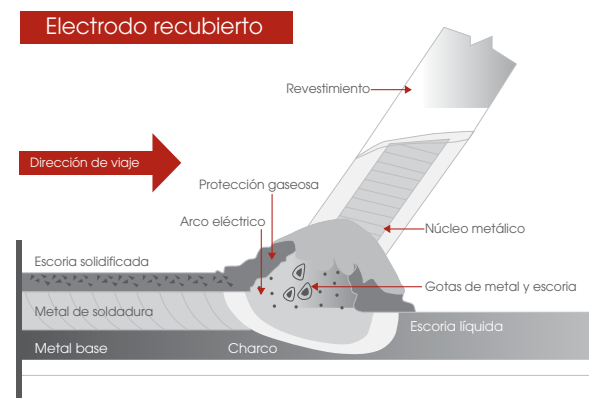 Electrodo recubierto
Revestimiento
Dirección de viaje
Protección gaseosa
Arco eléctrico
Núcleo metálico
Escoria solidificada
Gotas de metal y escoria
Metal de soldadura
Escoria líquida
Metal base
Charco